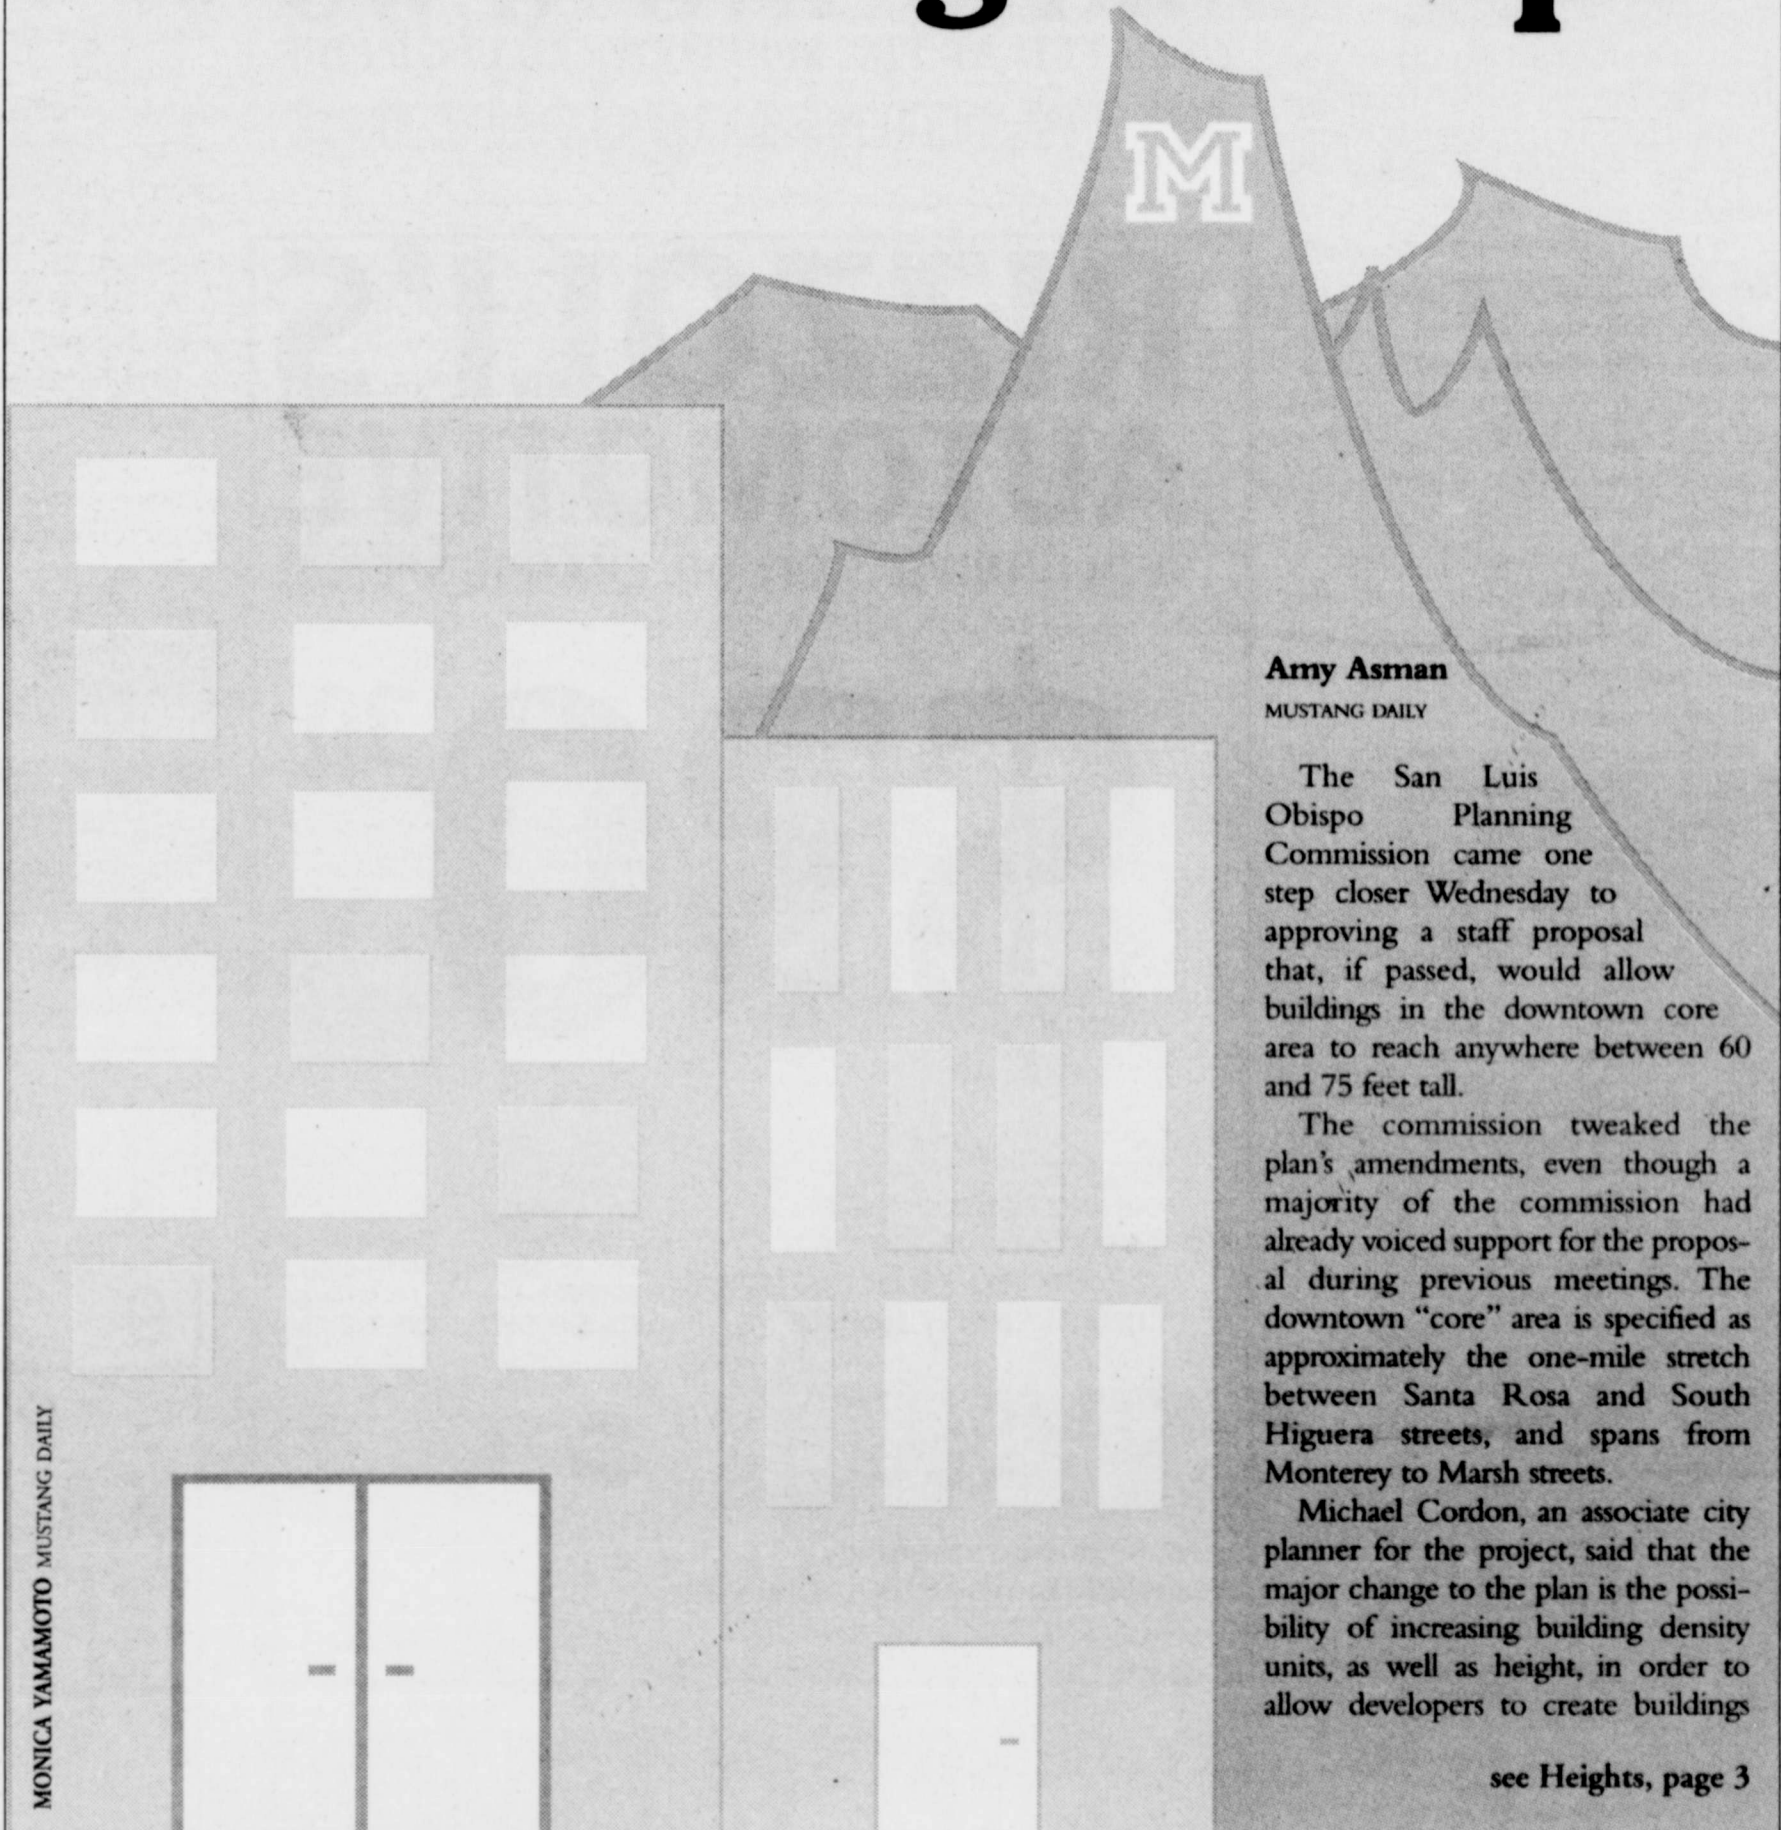 M
Amy Asman
MUSTANG DAILY
The San Luis
Obispo Planning
Commission came one
step closer Wednesday to
approving a staff proposal
that, if passed, would allow
buildings in the downtown core
area to reach anywhere between 60
and 75 feet tall.
The commission tweaked the
plan's amendments, even though a
majority of the commission had
already voiced support for the propos-
al during previous meetings. The
downtown “core” area is specified as
approximately the one-mile stretch
between Santa Rosa and South
Higuera streets, and spans from
Monterey to Marsh streets.
Michael Cordon, an associate city
planner for the project, said that the
major change to the plan is the possi-
bility of increasing building density
units, as well as height, in order to
allow developers to create buildings
see Heights, page 3
MONICA YAMAMOTO MUSTANG DAILY